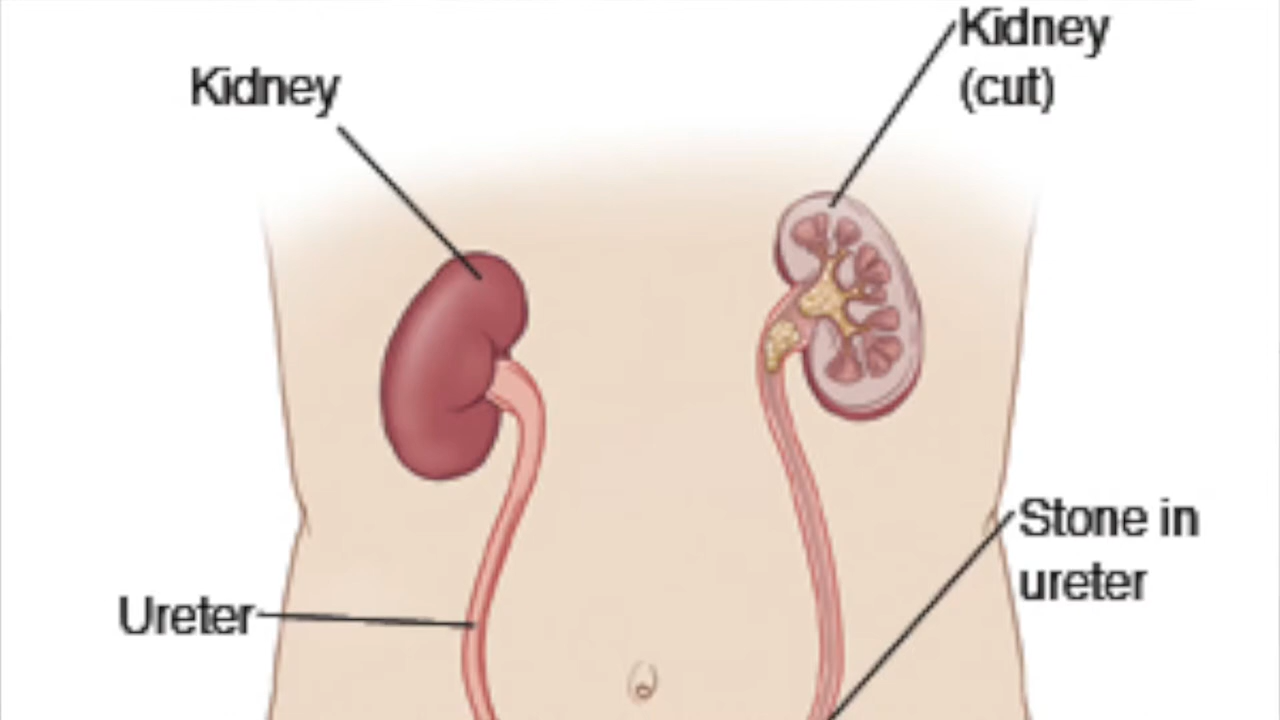 Kidney
(cut)
Kidney
Stone in
ureter
Ureter